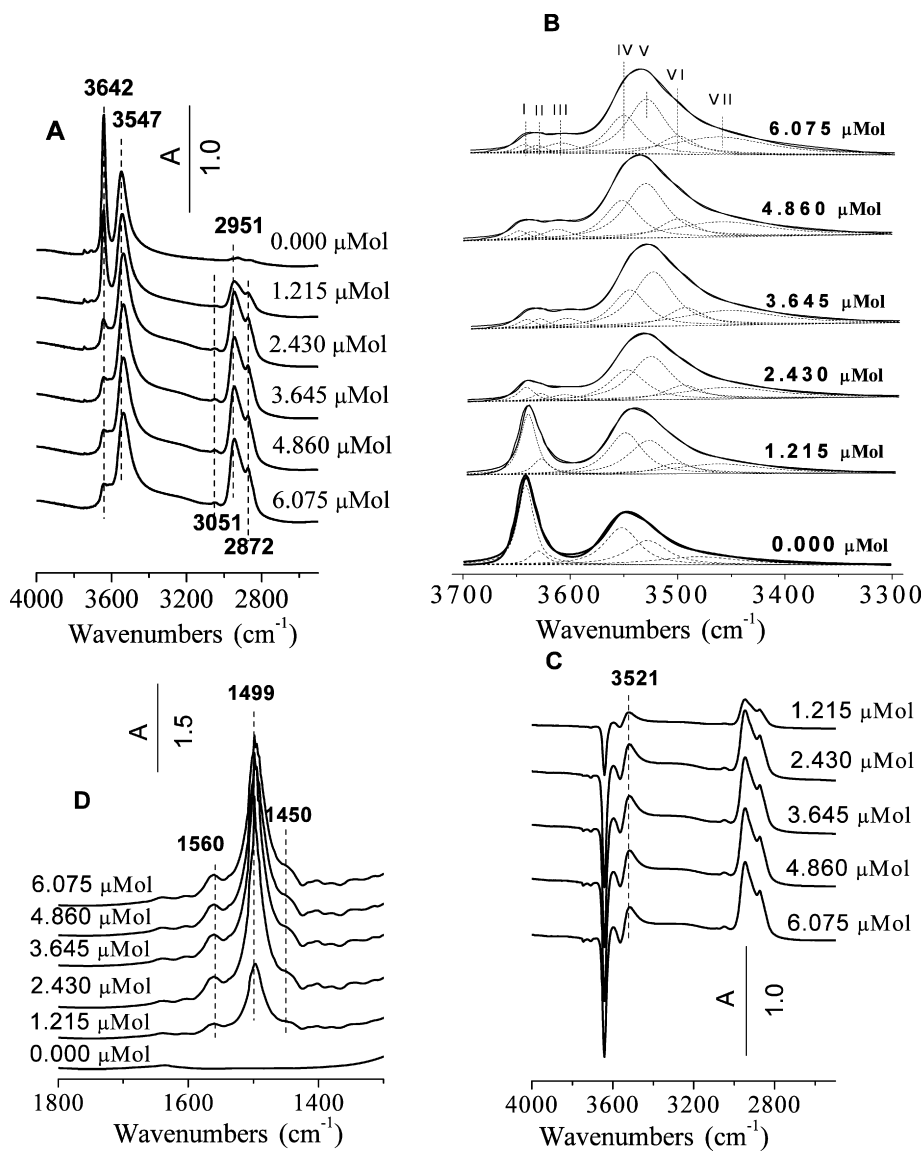 A
3642
3547
A
1.0
2951
0.000 μMol
1.215 μMol
2.430 μMol
3.645 μMol
4.860 μMol
6.075 μMol
3051
2872
4000 3600 3200 2800
Wavenumbers (cm⁻¹)
B
IV V
VI
I II III
VII
6.075 μMol
4.860 μMol
3.645 μMol
2.430 μMol
1.215 μMol
0.000 μMol
3700 3600 3500 3400 3300
Wavenumbers (cm⁻¹)
C
3521
1.215 μMol
2.430 μMol
3.645 μMol
4.860 μMol
6.075 μMol
A
1.0
4000 3600 3200 2800
Wavenumbers (cm⁻¹)
A
1.5
1499
D
1560
1450
6.075 μMol
4.860 μMol
3.645 μMol
2.430 μMol
1.215 μMol
0.000 μMol
1800 1600 1400
Wavenumbers (cm⁻¹)